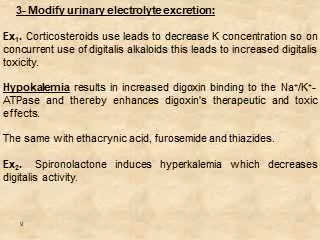 3- Modify urinary electrolyte excretion:
Ex₁. Corticosteroids use leads to decrease K concentration so on
concurrent use of digitalis alkaloids this leads to increased digitalis
toxicity.
Hypokalemia results in increased digoxin binding to the Na⁺/K⁺-
ATPase and thereby enhances digoxin's therapeutic and toxic
effects.
The same with ethacrynic acid, furosemide and thiazides.
Ex₂. Spironolactone induces hyperkalemia which decreases
digitalis activity.
9